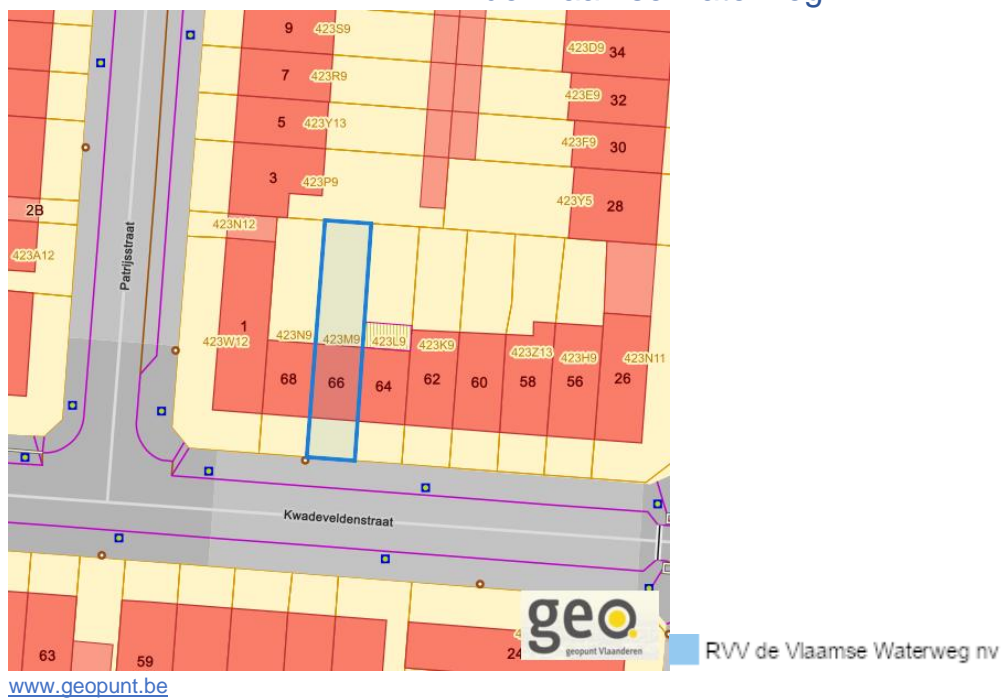 9 423S9
423D9 34
7 423R9
423E9 32
5 423Y13
423F9 30
3 423P9
423Y5 28
2B
423N12
423A12
Patrijsstraat
1
423W12
423N9 423M9 423L9 423K9
423Z13 423H9 423N11
68 66 64 62 60 58 56 26
Kwadeveldenstraat
63
59
24
geo
geopunt Vlaanderen
RVV de Vlaamse Waterweg nv
www.geopunt.be